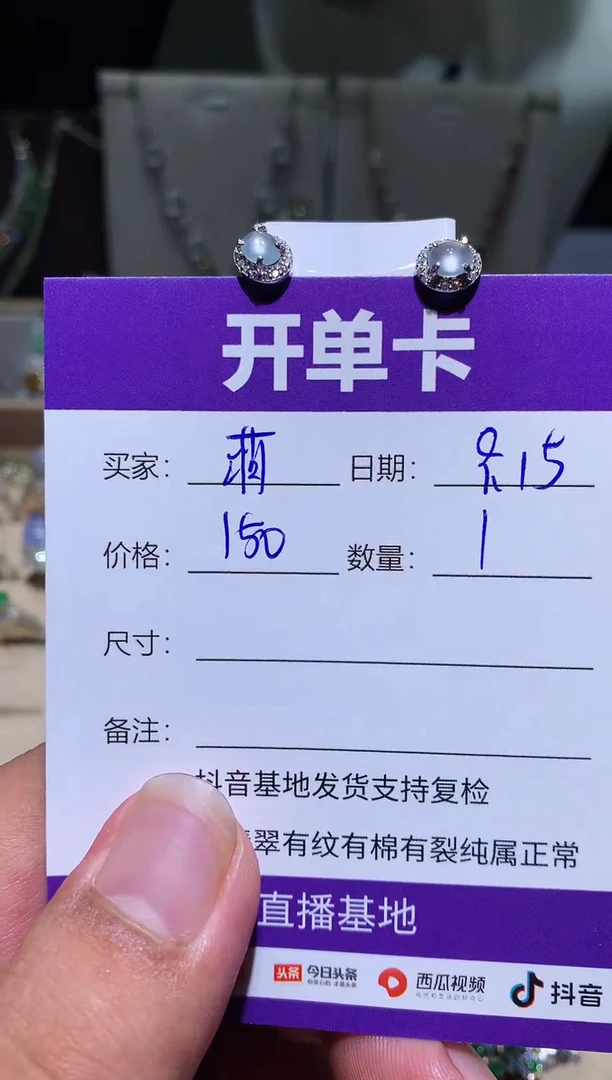 开单卡
买家： 日期： 15
价格：150 数量：1
尺寸：
备注：
抖音基地发货支持复检
翠有纹有棉有裂纯属正常
直播基地
头条 今日头条 西瓜视频 抖音